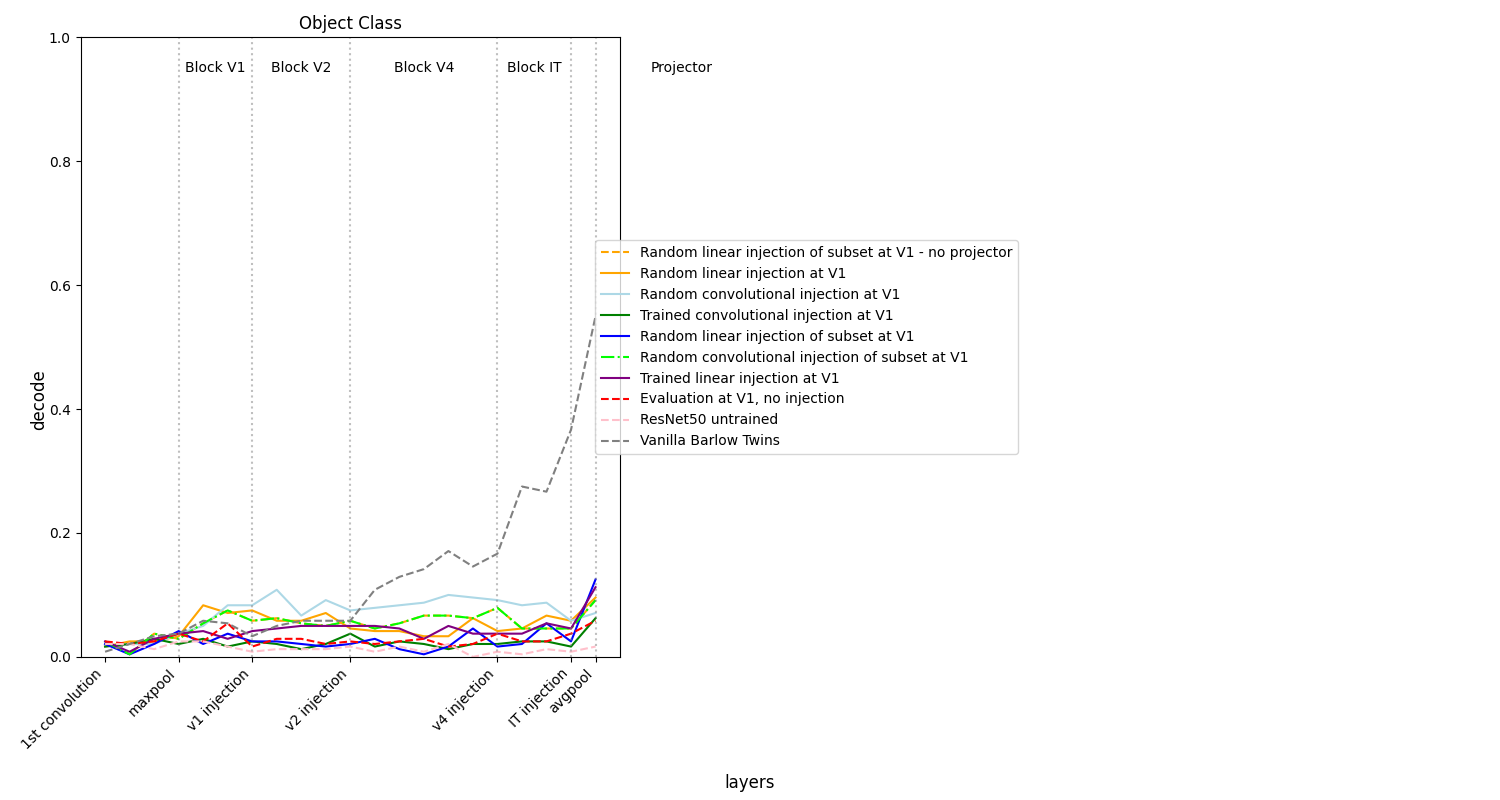 Object Class
1.0
0.8
0.6
0.4
0.2
0.0
decode
Block V1
Block V2
Block V4
Block IT
Projector
Random linear injection of subset at V1 - no projector
Random linear injection at V1
Random convolutional injection at V1
Trained convolutional injection at V1
Random linear injection of subset at V1
Random convolutional injection of subset at V1
Trained linear injection at V1
Evaluation at V1, no injection
ResNet50 untrained
Vanilla Barlow Twins
1st convolution
maxpool
v1 injection
v2 injection
v4 injection
IT injection
avgpool
layers